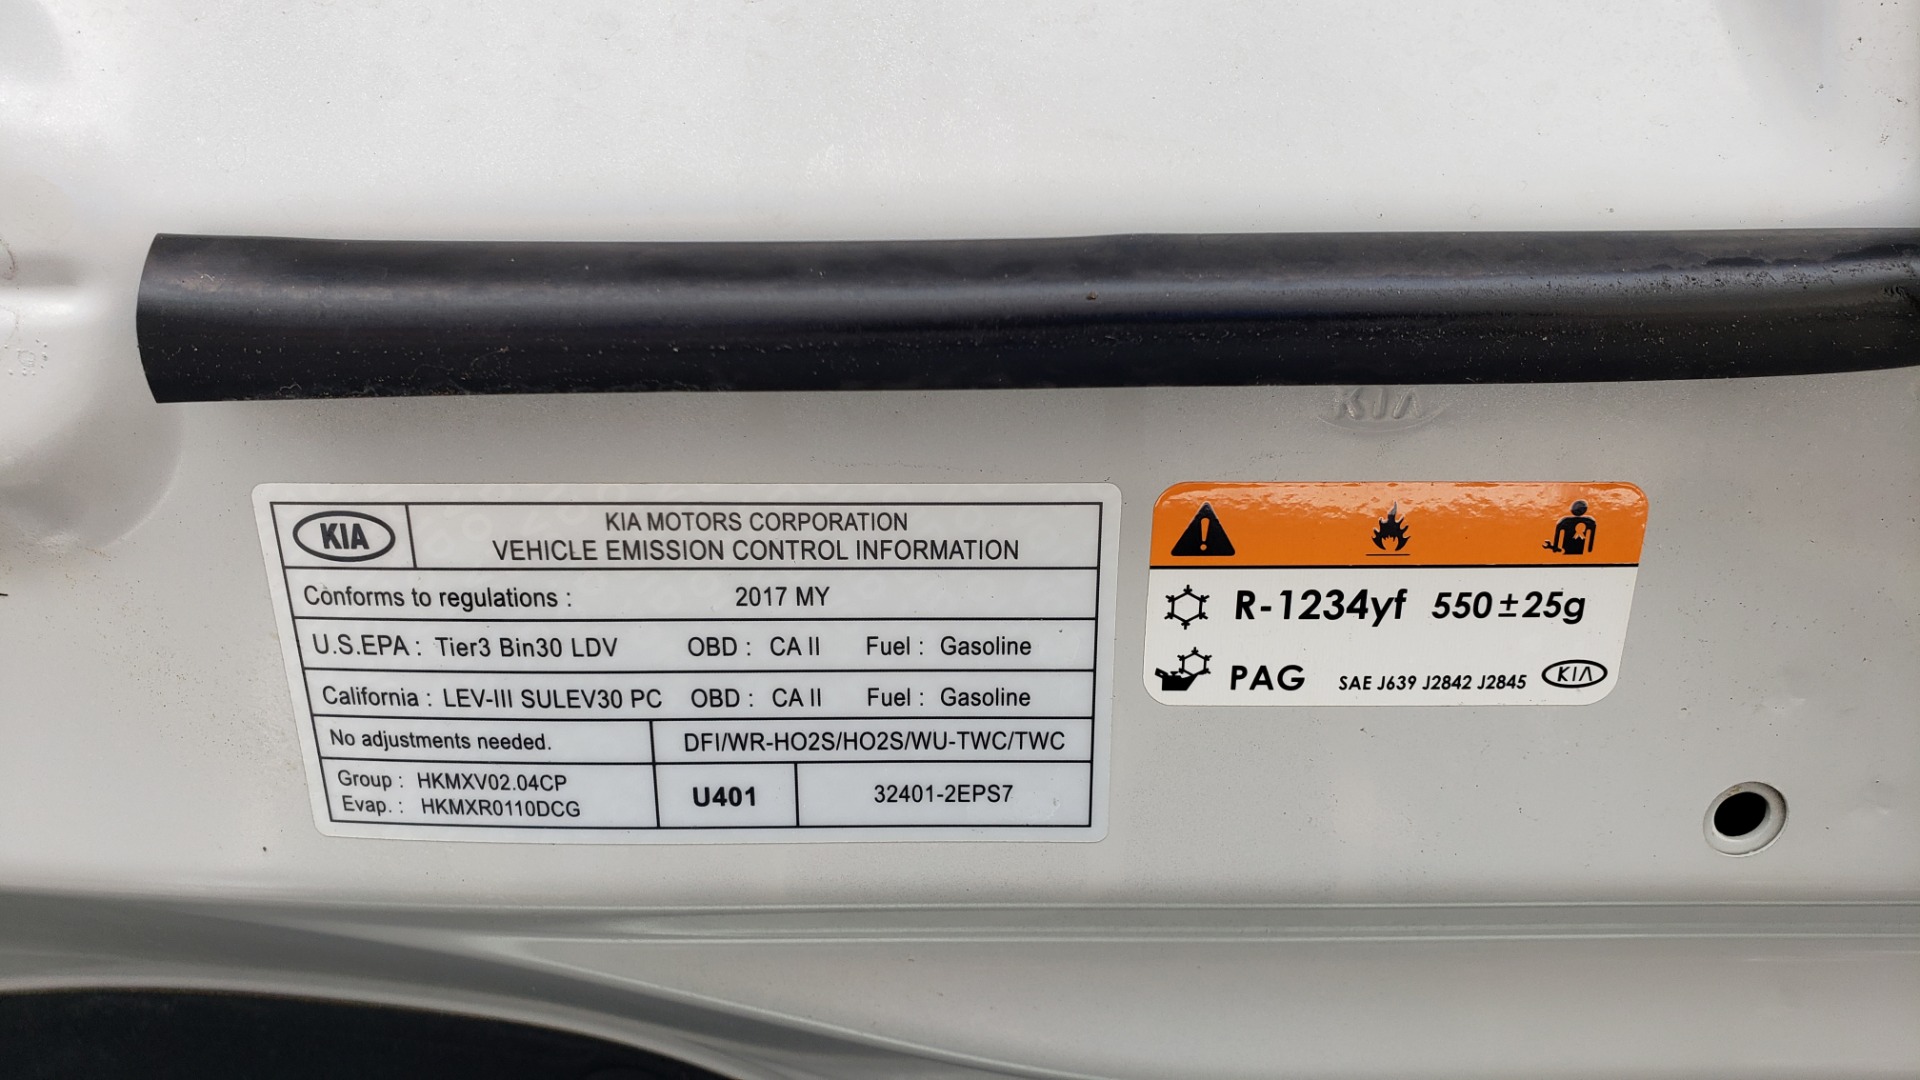 KIA
KIA
KIA MOTORS CORPORATION
VEHICLE EMISSION CONTROL INFORMATION
Conforms to regulations : 2017 MY
U.S.EPA : Tier3 Bin30 LDV OBD : CA II Fuel : Gasoline
California : LEV-III SULEV30 PC OBD : CA II Fuel : Gasoline
No adjustments needed. DFI/WR-HO2S/HO2S/WU-TWC/TWC
Group : HKMXV02.04CP
Evap. : HKMXR0110DCG
U401 32401-2EPS7
R-1234yf 550±25g
PAG SAE J639 J2842 J2845 KIA